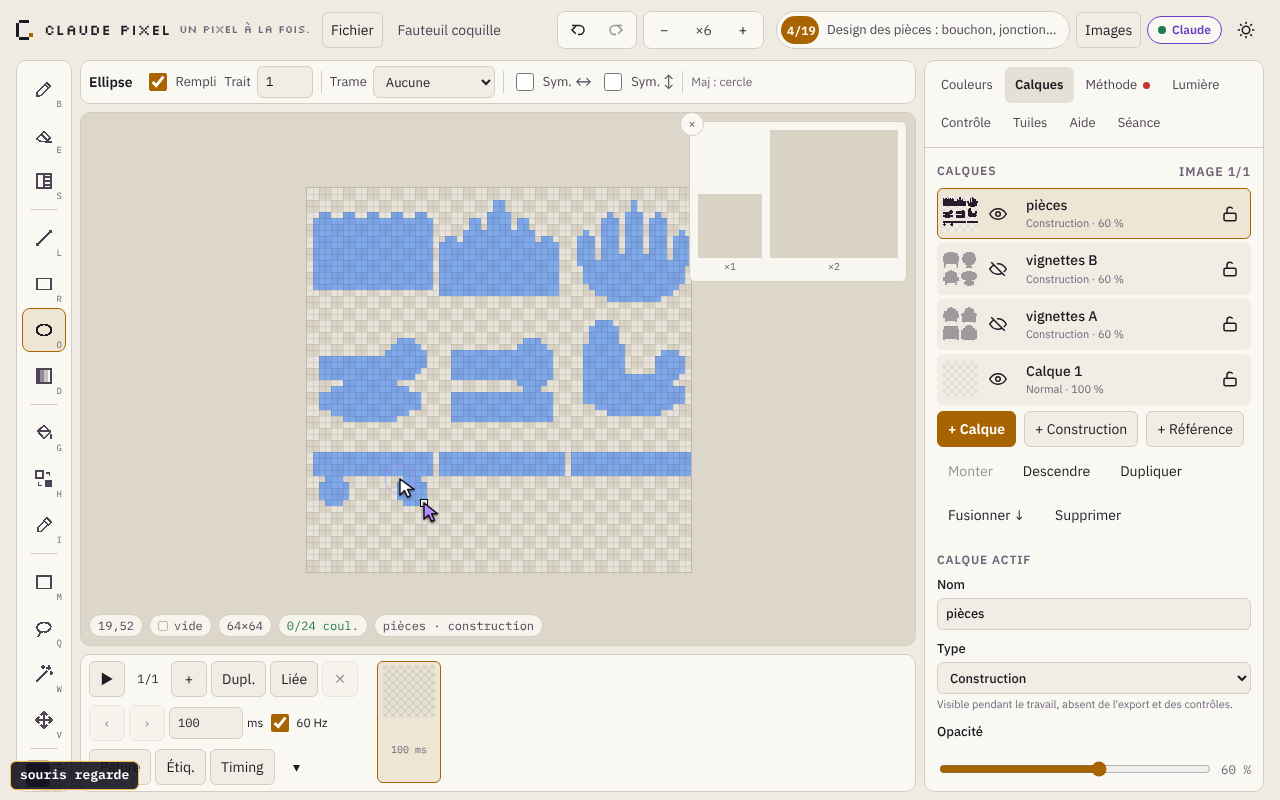 CLAUDE PIXEL UN PIXEL À LA FOIS. Fichier Fauteuil coquille − ×6 + 4/19 Design des pièces : bouchon, jonction… Images Claude
Ellipse Rempli Trait 1 Trame Aucune Sym. ↔ Sym. ↕ Maj : cercle
B
E
S
L
R
O
D
G
H
I
M
Q
W
V
×
×1 ×2
19,52 vide 64×64 0/24 coul. pièces · construction
1/1 + Dupl. Liée ×
‹ › 100 ms 60 Hz
Étiq. Timing ▼
100 ms
souris regarde
Couleurs Calques Méthode Lumière
Contrôle Tuiles Aide Séance
CALQUES IMAGE 1/1
pièces
Construction · 60 %
vignettes B
Construction · 60 %
vignettes A
Construction · 60 %
Calque 1
Normal · 100 %
+ Calque + Construction + Référence
Monter Descendre Dupliquer
Fusionner ↓ Supprimer
CALQUE ACTIF
Nom
pièces
Type
Construction
Visible pendant le travail, absent de l'export et des contrôles.
Opacité
60 %